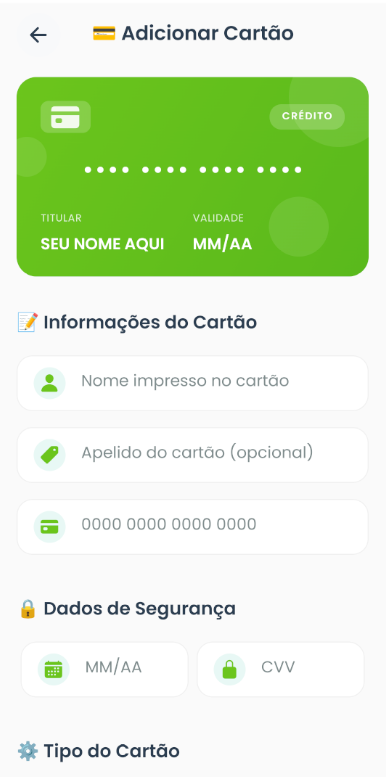 Adicionar Cartão
CRÉDITO
•••• •••• •••• ••••
TITULAR
VALIDADE
SEU NOME AQUI
MM/AA
Informações do Cartão
Nome impresso no cartão
Apelido do cartão (opcional)
0000 0000 0000 0000
Dados de Segurança
MM/AA
CVV
Tipo do Cartão